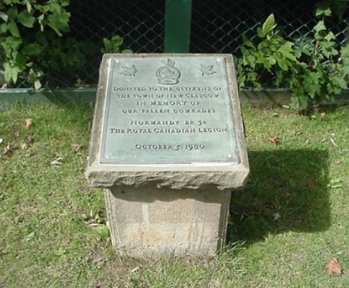 DONATED TO THE CITIZENS OF
THE TOWN OF NEW GLASGOW
IN MEMORY OF
OUR FALLEN COMRADES
NORMANDY BR 34
THE ROYAL CANADIAN LEGION
OCTOBER 5, 1980